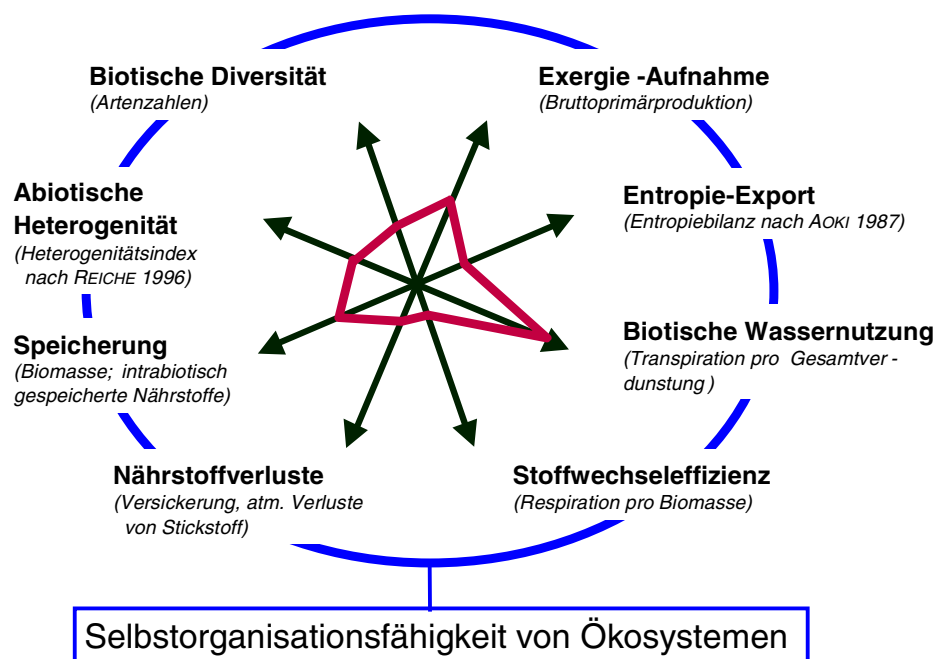 Biotische Diversität
(Artenzahlen)
Exergie -Aufnahme
(Bruttoprimärproduktion)
Abiotische
Heterogenität
(Heterogenitätsindex
nach REICHE 1996)
Entropie-Export
(Entropiebilanz nach AOKI 1987)
Speicherung
(Biomasse; intrabiotisch
gespeicherte Nährstoffe)
Biotische Wassernutzung
(Transpiration pro Gesamtver -
dunstung )
Nährstoffverluste
(Versickerung, atm. Verluste
von Stickstoff)
Stoffwechseleffizienz
(Respiration pro Biomasse)
Selbstorganisationsfähigkeit von Ökosystemen